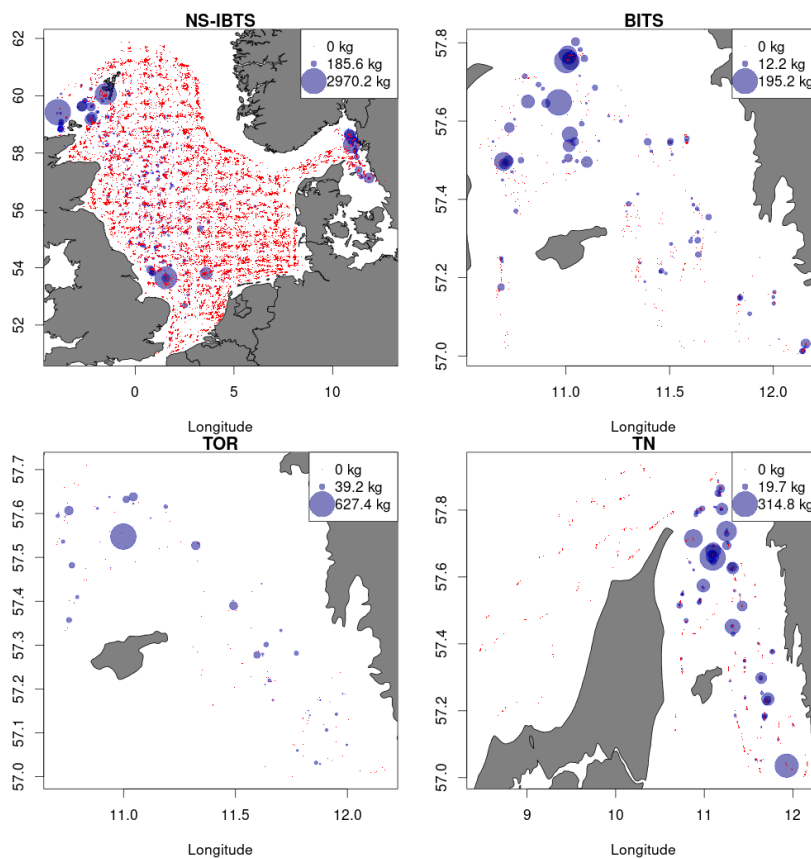 NS-IBTS
0 kg
185.6 kg
2970.2 kg
62
60
58
56
54
52
0
5
10
Longitude
BITS
0 kg
12.2 kg
195.2 kg
57.8
57.6
57.4
57.2
57.0
11.0
11.5
12.0
Longitude
TOR
0 kg
39.2 kg
627.4 kg
57.7
57.6
57.5
57.4
57.3
57.2
57.1
57.0
11.0
11.5
12.0
Longitude
TN
0 kg
19.7 kg
314.8 kg
57.8
57.6
57.4
57.2
57.0
9
10
11
12
Longitude